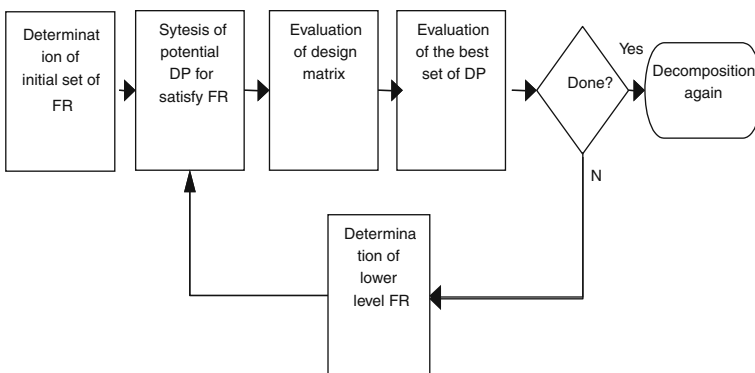 Determinat
ion of
initial set of
FR
Sytesis of
potential
DP for
satisfy FR
Evaluation
of design
matrix
Evaluation
of the best
set of DP
Done?
Yes
Decomposition
again
N
Determina
tion of
lower
level FR